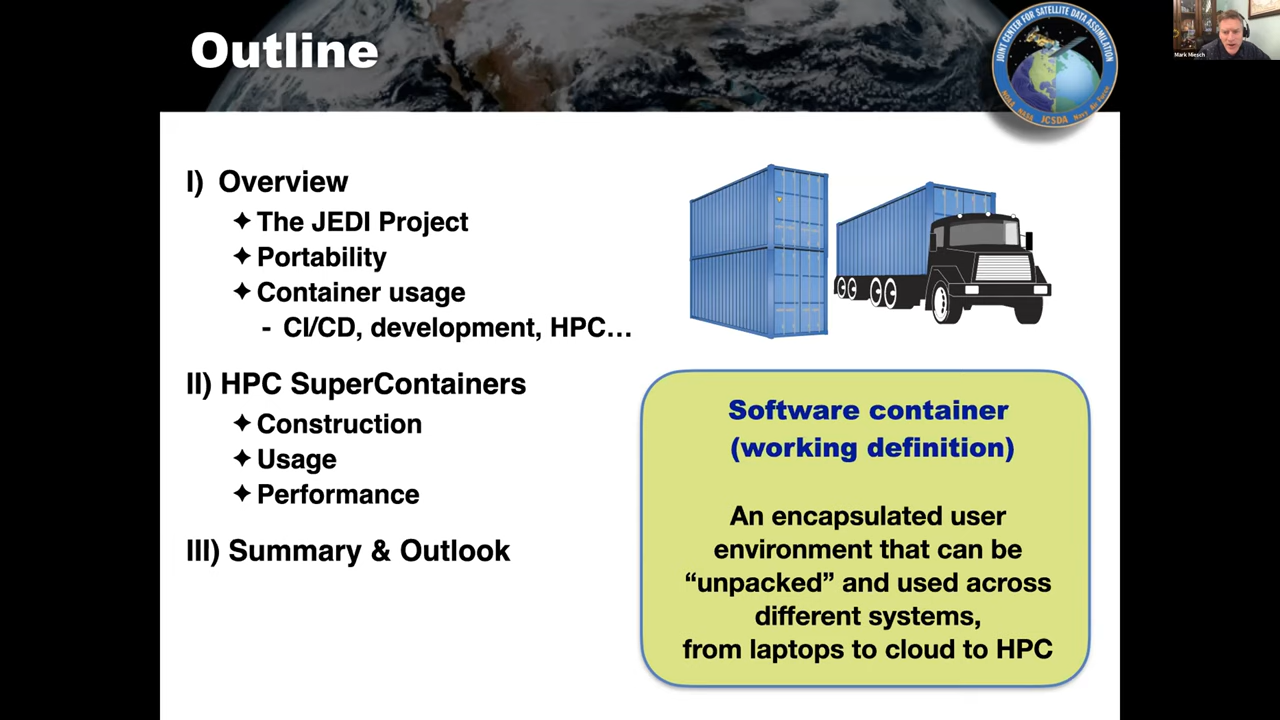 Outline
JOINT CENTER FOR SATELLITE DATA ASSIMILATION
JCSDA
Mark Miesch
I) Overview
✦ The JEDI Project
✦ Portability
✦ Container usage
- CI/CD, development, HPC...
II) HPC SuperContainers
✦ Construction
✦ Usage
✦ Performance
III) Summary & Outlook
Software container
(working definition)
An encapsulated user
environment that can be
“unpacked” and used across
different systems,
from laptops to cloud to HPC